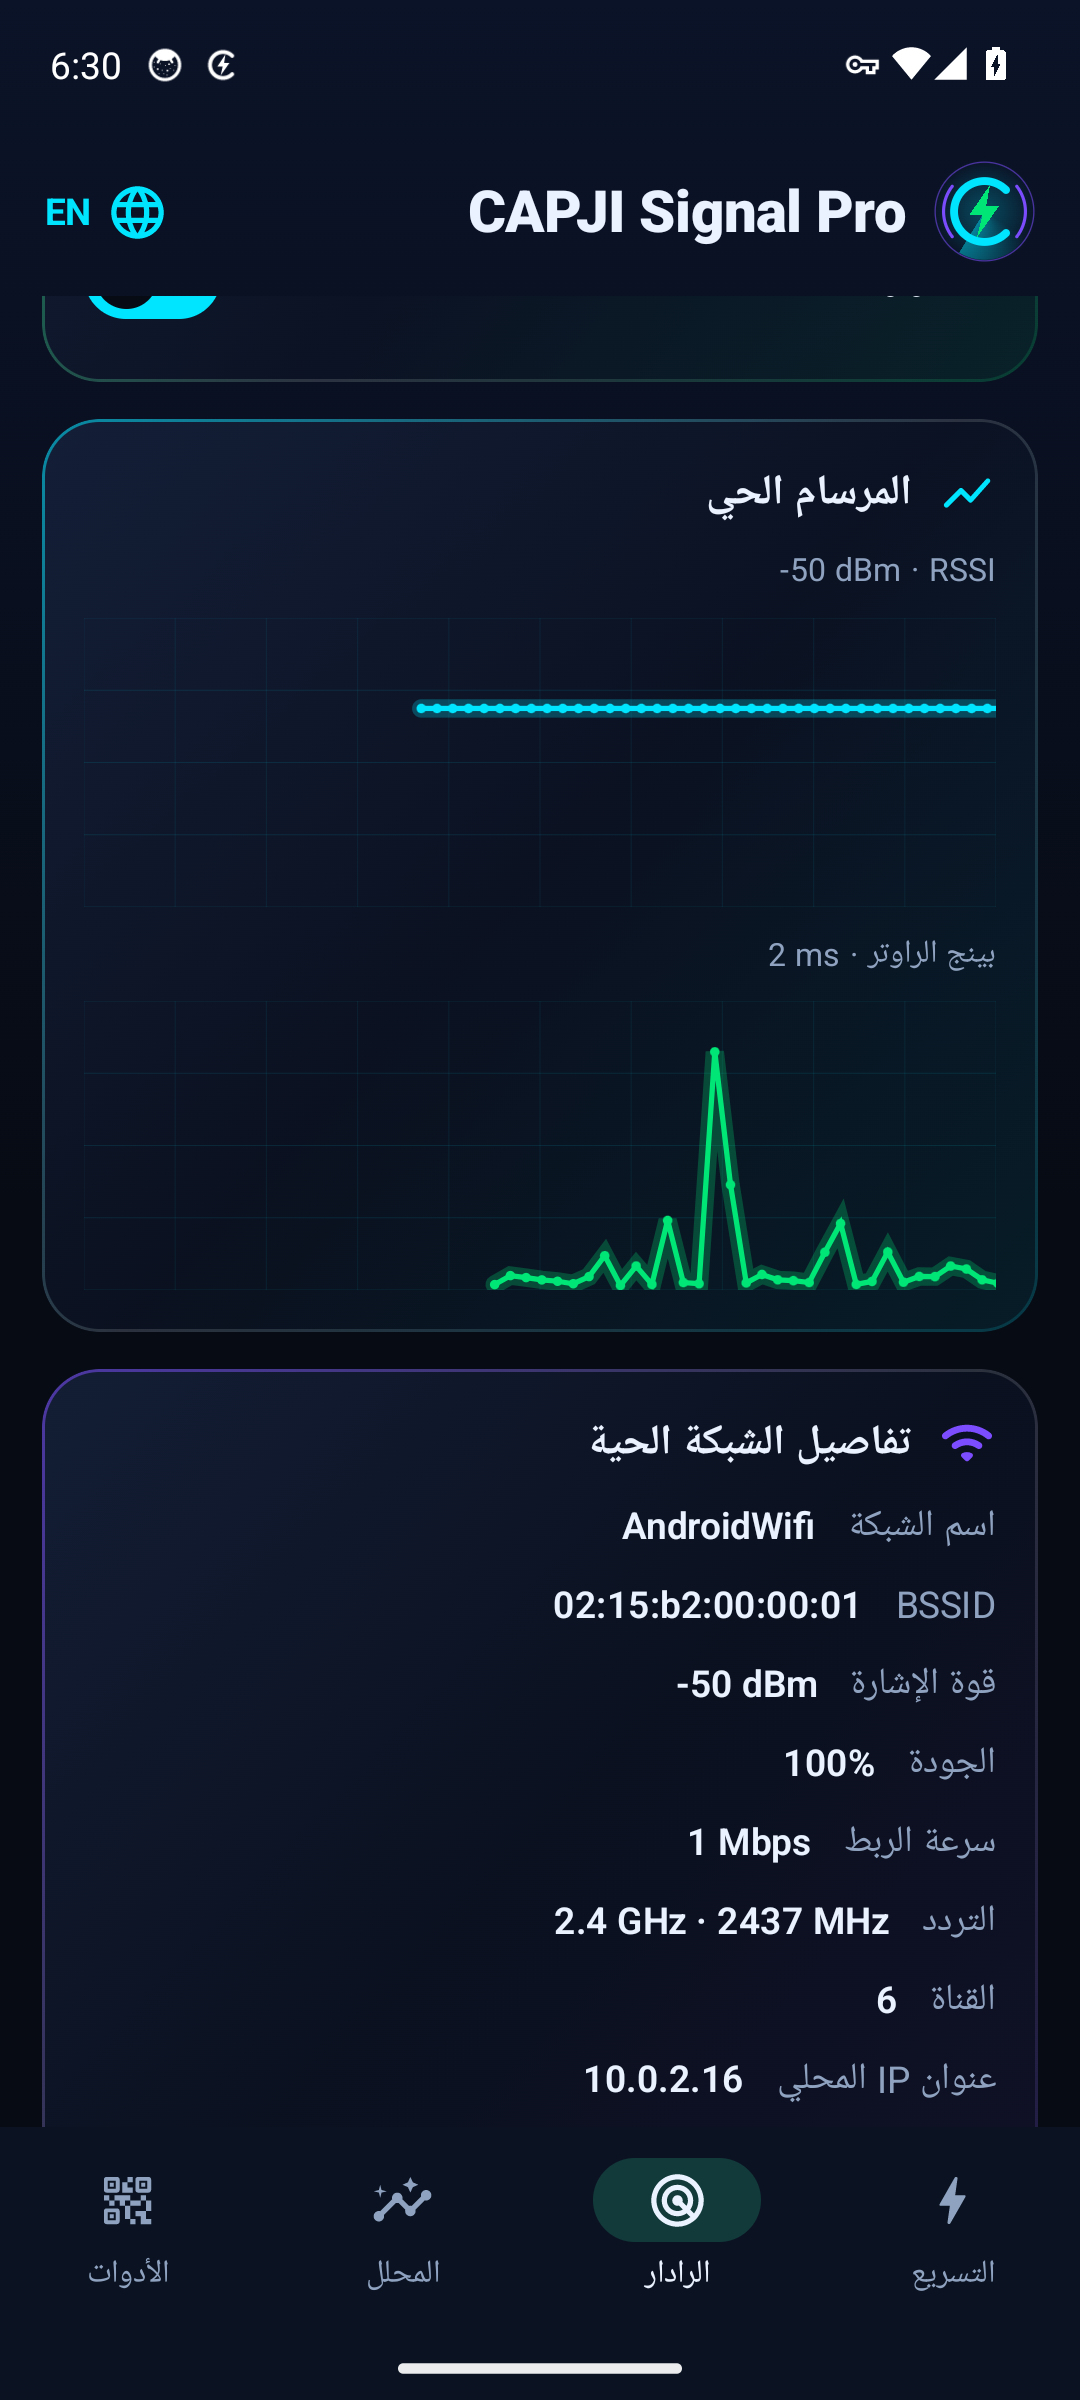 6:30
EN
CAPJI Signal Pro
المرسام الحي
-50 dBm · RSSI
بينج الراوتر · 2 ms
تفاصيل الشبكة الحية
اسم الشبكة AndroidWifi
BSSID 02:15:b2:00:00:01
قوة الإشارة -50 dBm
الجودة 100%
سرعة الربط 1 Mbps
التردد 2.4 GHz · 2437 MHz
القناة 6
عنوان IP المحلي 10.0.2.16
التسريع
الرادار
المحلل
الأدوات